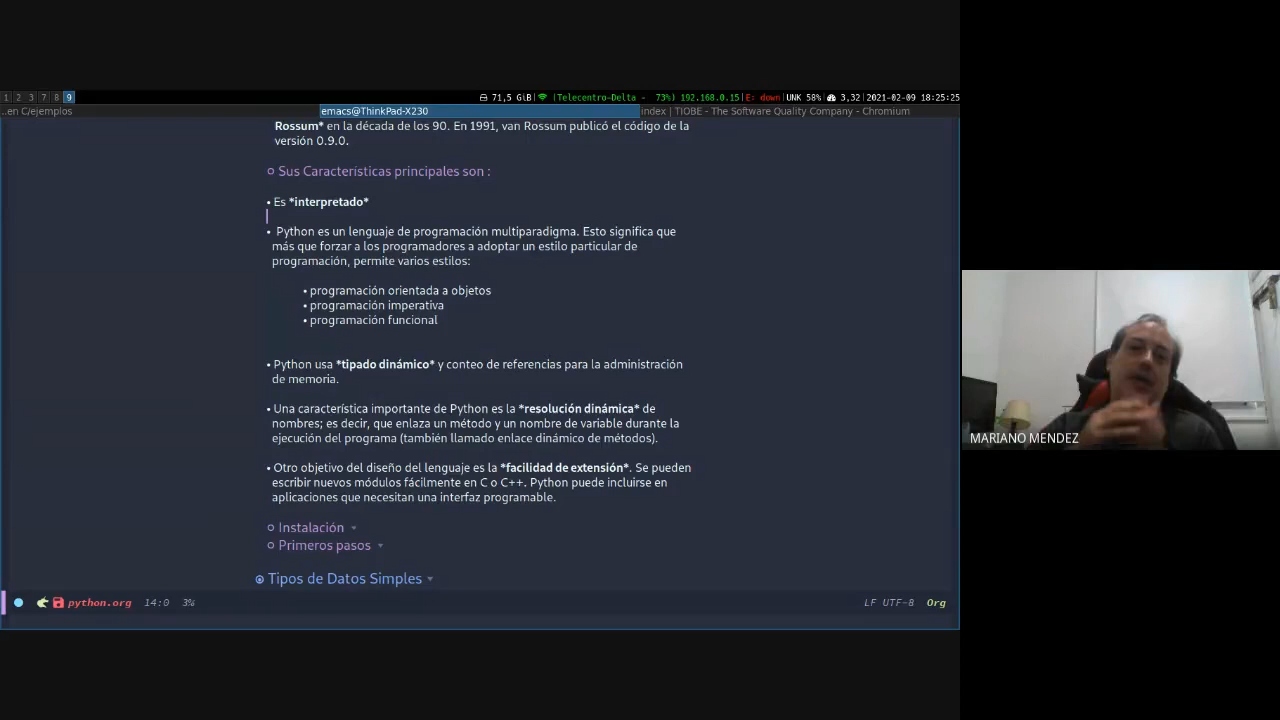 1 2 3 7 8 9
71,5 GiB| |Telecentro-Delta - 73%) 192.168.0.15|E: down|UNK 58%| 3,32|2021-02-09 18:25:25
..en C/ejemplos
emacs@ThinkPad-X230
index | TIOBE - The Software Quality Company - Chromium
Rossum* en la década de los 90. En 1991, van Rossum publicó el código de la
versión 0.9.0.
Sus Características principales son :
• Es *interpretado*
• Python es un lenguaje de programación multiparadigma. Esto significa que
más que forzar a los programadores a adoptar un estilo particular de
programación, permite varios estilos:
• programación orientada a objetos
• programación imperativa
• programación funcional
• Python usa *tipado dinámico* y conteo de referencias para la administración
de memoria.
• Una característica importante de Python es la *resolución dinámica* de
nombres; es decir, que enlaza un método y un nombre de variable durante la
ejecución del programa (también llamado enlace dinámico de métodos).
• Otro objetivo del diseño del lenguaje es la *facilidad de extensión*. Se pueden
escribir nuevos módulos fácilmente en C o C++. Python puede incluirse en
aplicaciones que necesitan una interfaz programable.
Instalación
Primeros pasos
Tipos de Datos Simples
python.org 14:0 3%
LF UTF-8 Org
MARIANO MENDEZ